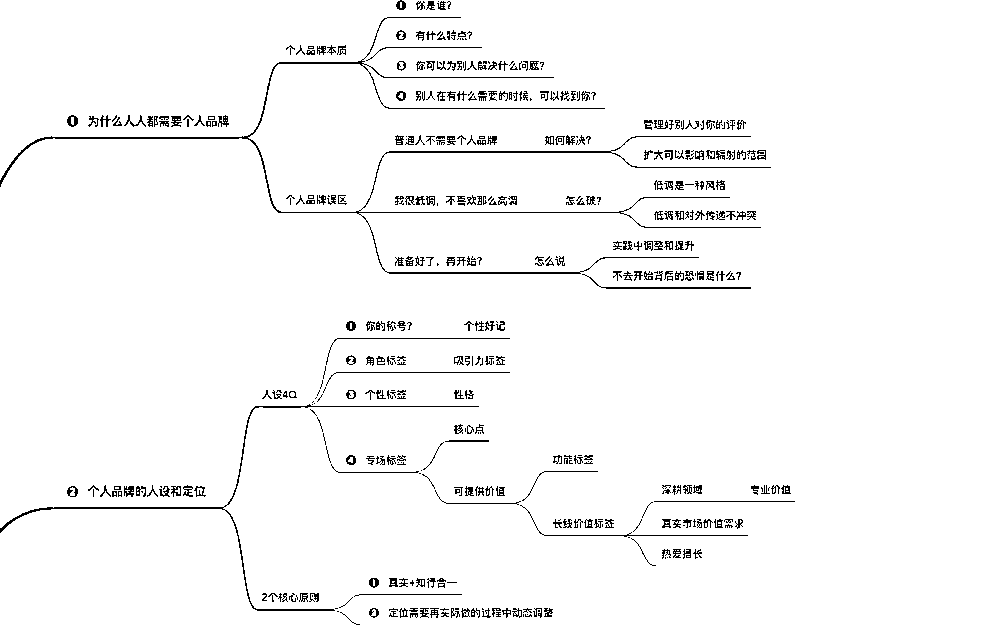 ❶ 为什么人人都需要个人品牌
个人品牌本质
❶ 你是谁?
❷ 有什么特点?
❸ 你可以为别人解决什么问题?
❹ 别人在有什么需要的时候，可以找到你?
个人品牌误区
普通人不需要个人品牌 如何解决?
管理好别人对你的评价
扩大可以影响和辐射的范围
我很低调，不喜欢那么高调 怎么破?
低调是一种风格
低调和对外传递不冲突
准备好了，再开始? 怎么说
实践中调整和提升
不去开始背后的恐惧是什么?
❷ 个人品牌的人设和定位
人设4Q
❶ 你的称号? 个性好记
❷ 角色标签 吸引力标签
❸ 个性标签 性格
❹ 专场标签
核心点
可提供价值
功能标签
长线价值标签
深耕领域 专业价值
真实市场价值需求
热爱擅长
2个核心原则
❶ 真实+知行合一
❷ 定位需要再实际做的过程中动态调整